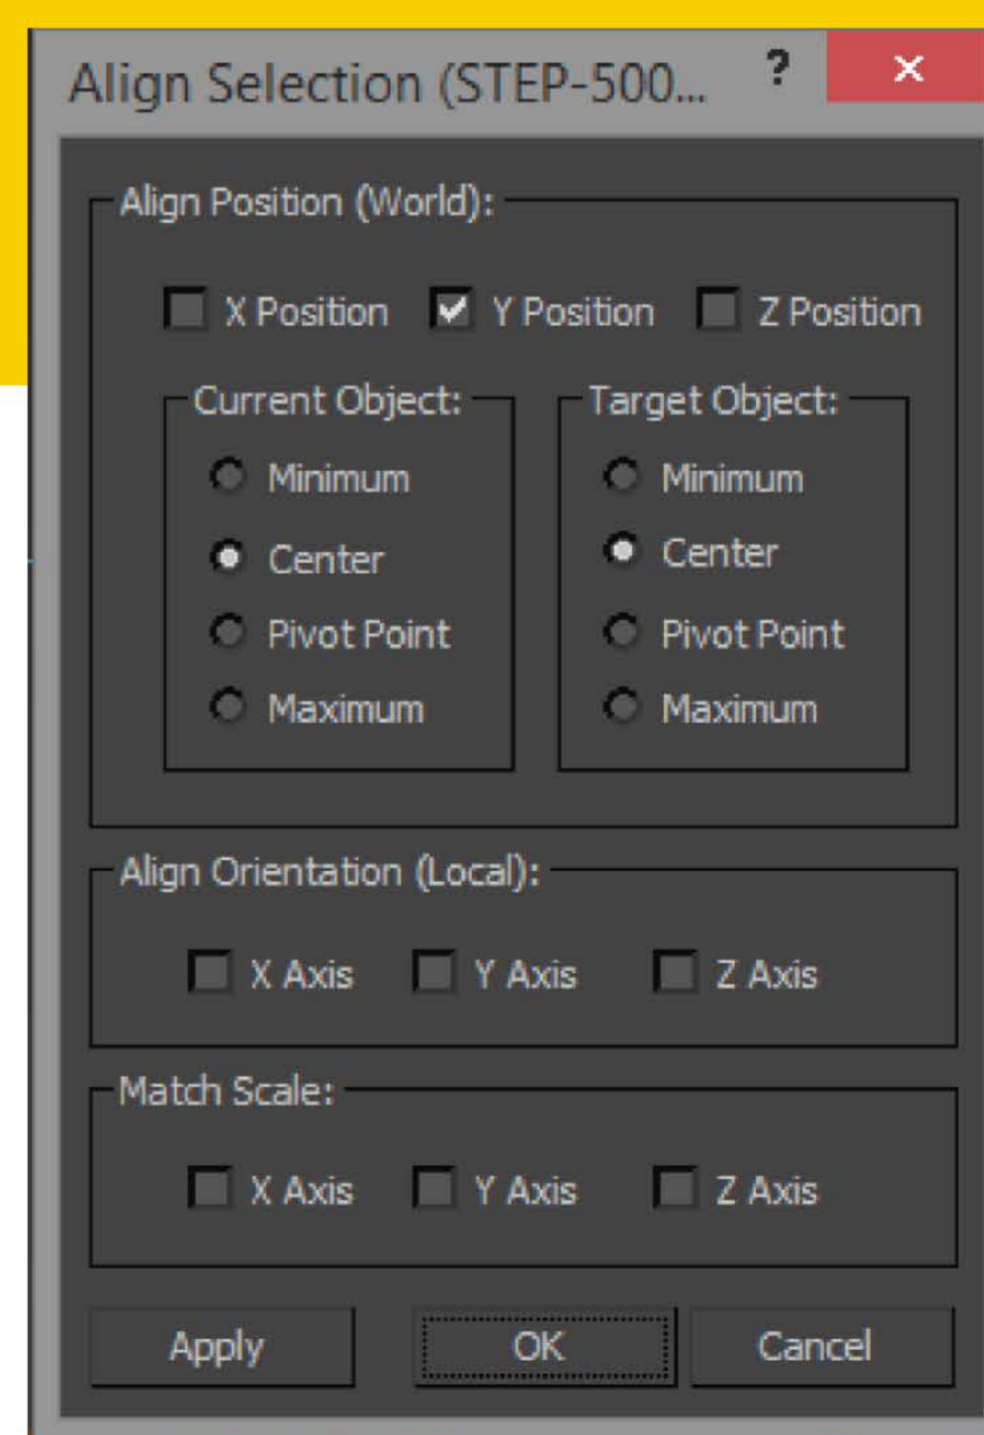 Align Selection (STEP-500... ?
Align Position (World):
X Position Y Position Z Position
Current Object: Target Object:
Minimum Minimum
Center Center
Pivot Point Pivot Point
Maximum Maximum
Align Orientation (Local):
X Axis Y Axis Z Axis
Match Scale:
X Axis Y Axis Z Axis
Apply OK Cancel